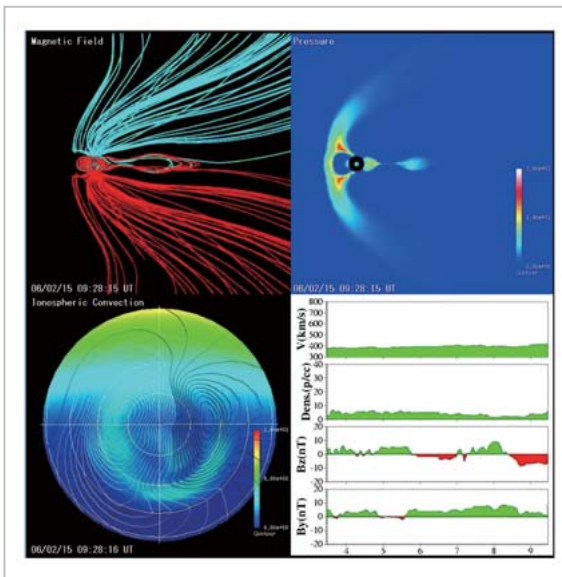 Magnetic Field
Pressure
06/02/15 09:28:15 UT
06/02/15 09:28:15 UT
Contour
Ionospheric Convection
Contour
06/02/15 09:28:16 UT
V(km/s)
800
700
600
500
400
300
Dens.(p/cc)
40
30
20
10
0
Bz(nT)
20
10
0
-10
-20
By(nT)
20
10
0
-10
-20
4 5 6 7 8 9